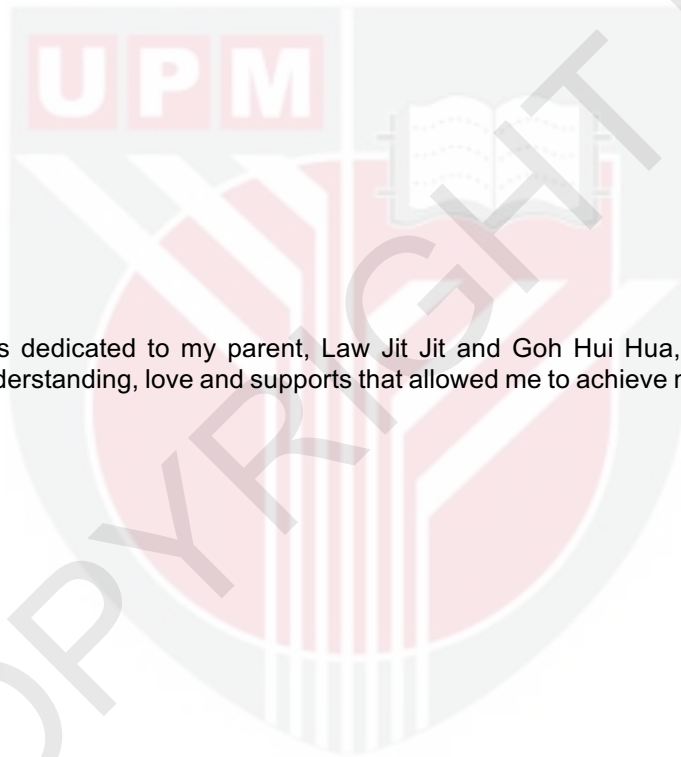 UPM
s dedicated to my parent, Law Jit Jit and Goh Hui Hua,
derstanding, love and supports that allowed me to achieve
OPYRIGHT